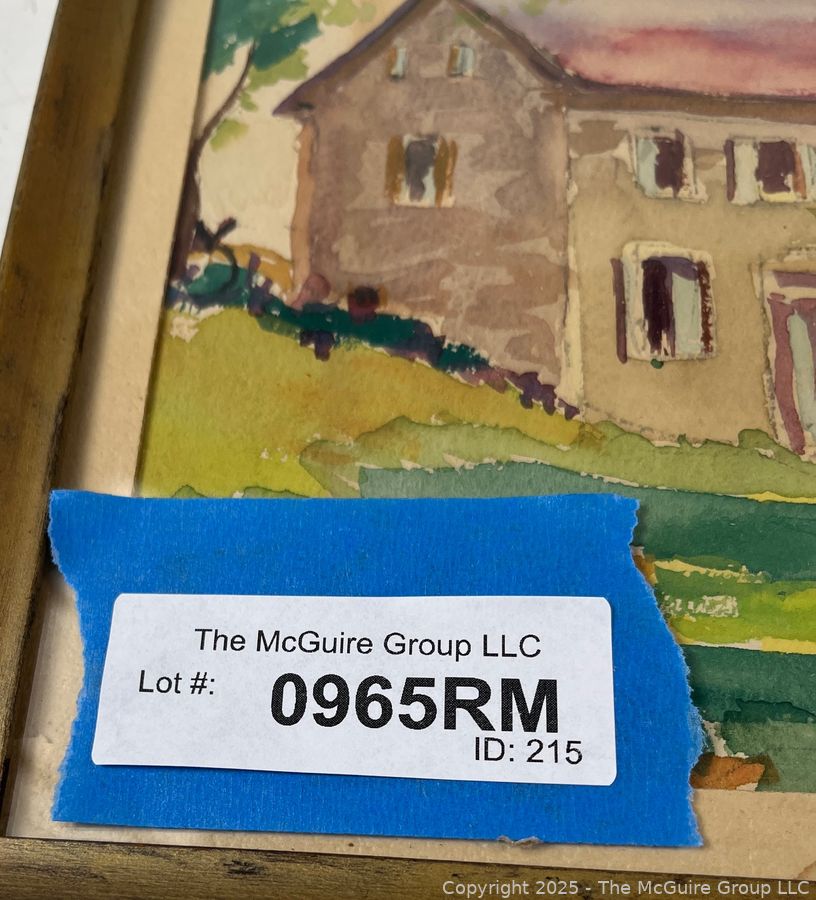 The McGuire Group LLC
Lot #: 0965RM
ID: 215
Copyright 2025 - The McGuire Group LLC